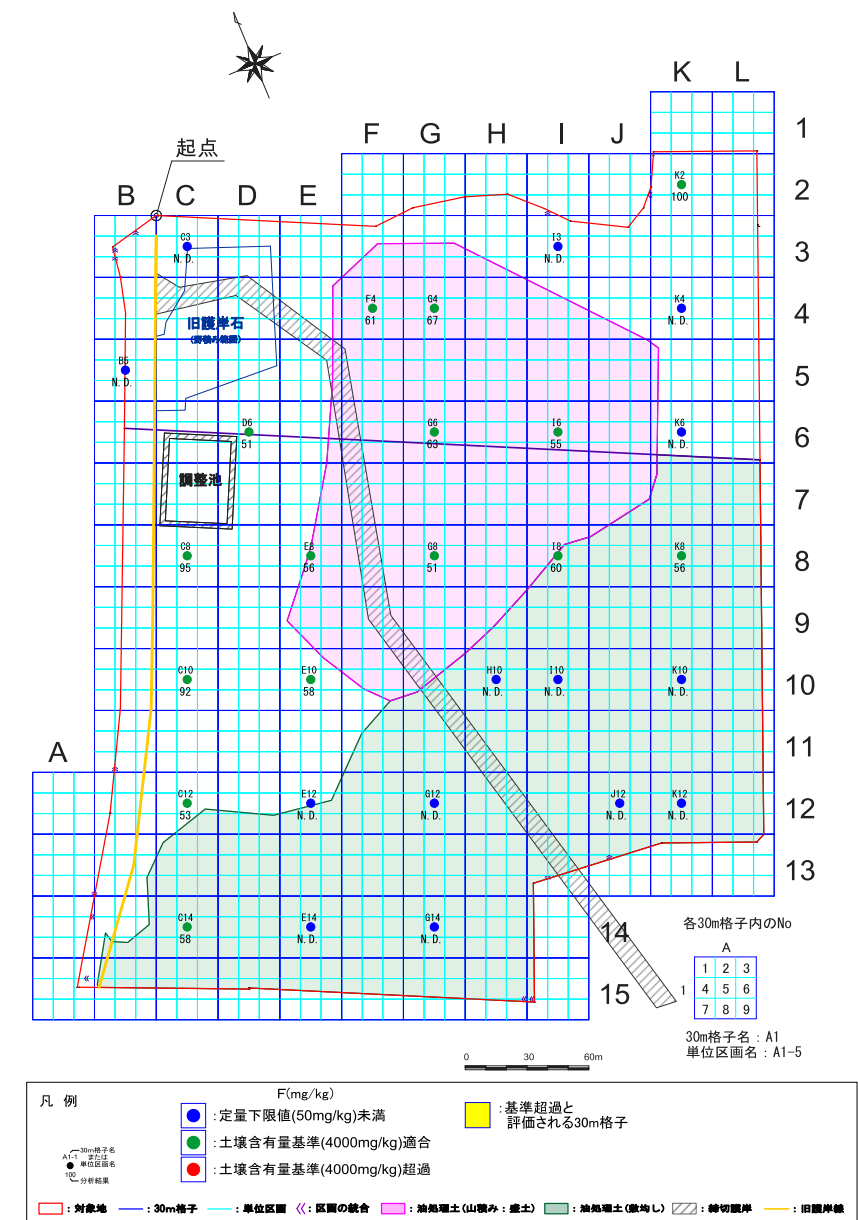 K L
1
F G H I J
起点
K2
100
2
B C D E
C3
N.D.
I3
N.D.
3
F4
61
G4
67
K4
N.D.
4
旧護岸石
B5
N.D.
5
D6
51
G6
63
I6
55
K6
N.D.
6
調整池
7
C8
95
E8
56
G8
51
I8
60
K8
56
8
9
C10
92
E10
58
H10
N.D.
I10
N.D.
K10
N.D.
10
11
A
C12
53
E12
N.D.
G12
N.D.
J12
N.D.
K12
N.D.
12
13
C14
58
E14
N.D.
G14
N.D.
14
15
各30m格子内のNo
A
1 2 3
1 4 5 6
7 8 9
30m格子名：A1
単位区画名：A1-5
0 30 60m
凡 例
F(mg/kg)
：定量下限値(50mg/kg)未満
：土壌含有量基準(4000mg/kg)適合
：土壌含有量基準(4000mg/kg)超過
：基準超過と
評価される30m格子
30m格子名
A1-1 または
単位区画名
100
分析結果
：対象地 ：30m格子 ：単位区画 ：区画の統合 ：油処理土(山積み：盛土) ：油処理土(敷均し) ：締切護岸 ：旧護岸線